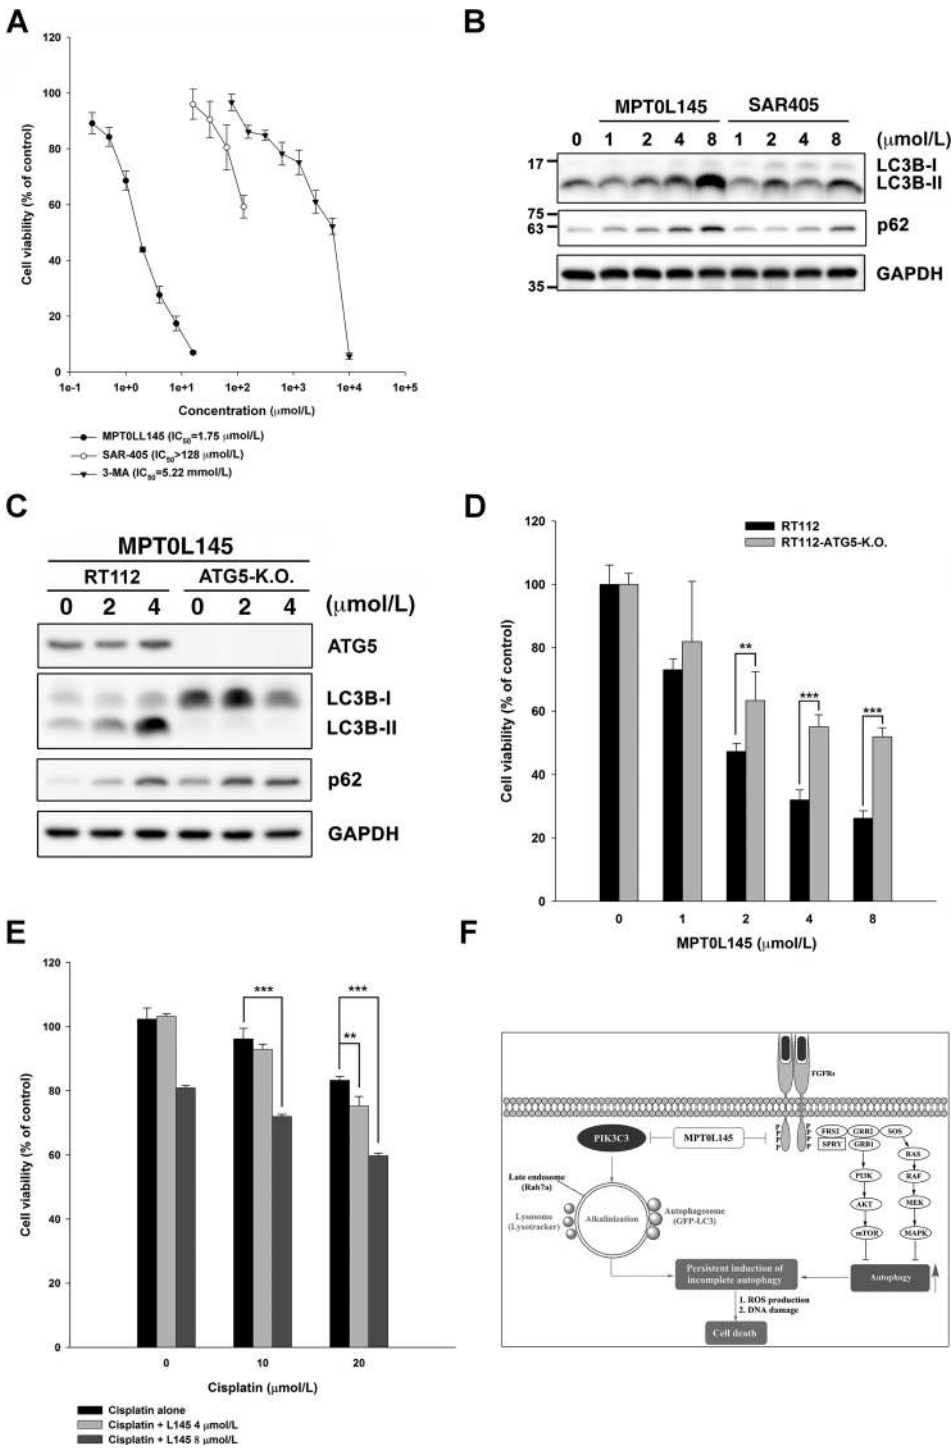 A
120
100
80
60
40
20
0
Cell viability (% of control)
1e-1 1e+0 1e+1 1e+2 1e+3 1e+4 1e+5
Concentration (μmol/L)
MPT0LL145 (IC50=1.75 μmol/L)
SAR-405 (IC50>128 μmol/L)
3-MA (IC50=5.22 mmol/L)
B
MPT0L145 SAR405
0 1 2 4 8 1 2 4 8 (μmol/L)
17
LC3B-I
LC3B-II
75
63
p62
GAPDH
35
C
MPT0L145
RT112 ATG5-K.O.
0 2 4 0 2 4 (μmol/L)
ATG5
LC3B-I
LC3B-II
p62
GAPDH
D
RT112
RT112-ATG5-K.O.
120
100
80
60
40
20
0
Cell viability (% of control)
** *** ***
0 1 2 4 8
MPT0L145 (μmol/L)
E
120
100
80
60
40
20
0
Cell viability (% of control)
*** ***
**
0 10 20
Cisplatin (μmol/L)
Cisplatin alone
Cisplatin + L145 4 μmol/L
Cisplatin + L145 8 μmol/L
F
FGFRs
P P
P P
P P
P P
PIK3C3 MPT0L145
FRS2 GRB2 SOS
SPRY GRB1
RAS
PI3K RAF
AKT MEK
mTOR MAPK
Late endosome
(Rab7a)
Lysosome
(Lysotracker)
Alkalinization
Autophagosome
(GFP-LC3)
Persistent induction of
incomplete autophagy
Autophagy
1. ROS production
2. DNA damage
Cell death